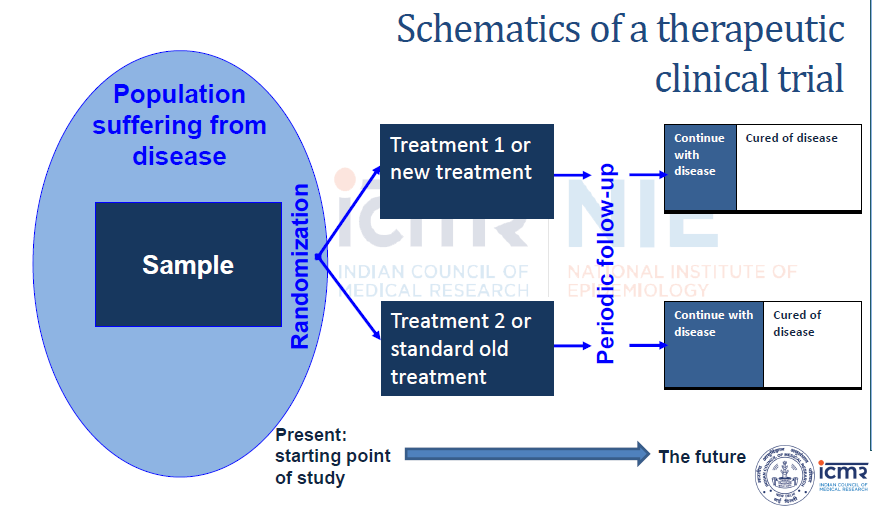 Schematics of a therapeutic
clinical trial
Population
suffering from
disease
Sample
Randomization
Treatment 1 or
new treatment
Treatment 2 or
standard old
treatment
Periodic follow-up
Continue
with
disease
Cured of disease
Continue with
disease
Cured of
disease
icmr
INDIAN COUNCIL OF
MEDICAL RESEARCH
NIE
NATIONAL INSTITUTE OF
EPIDEMIOLOGY
Present:
starting point
of study
The future
icmr
INDIAN COUNCIL OF
MEDICAL RESEARCH